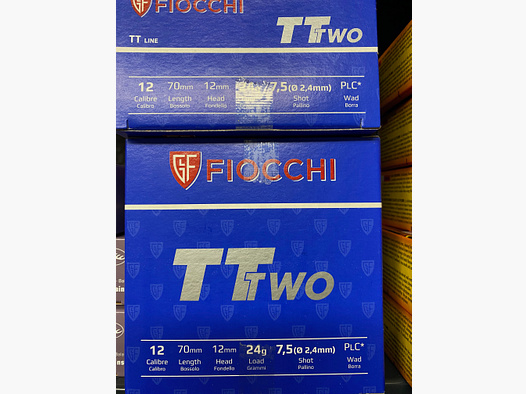 FIOCCHI
TT LINE
TTTWO
12 70mm 12mm 7,5(Ø 2,4mm) PLC*
Calibre Length Head Shot Wad
Calibro Bossolo Fondello Pallino Borra
GF FIOCCHI
TTTWO
12 70mm 12mm 24g 7,5(Ø 2,4mm) PLC*
Calibre Length Head Load Shot Wad
Calibro Bossolo Fondello Grammi Pallino Borra